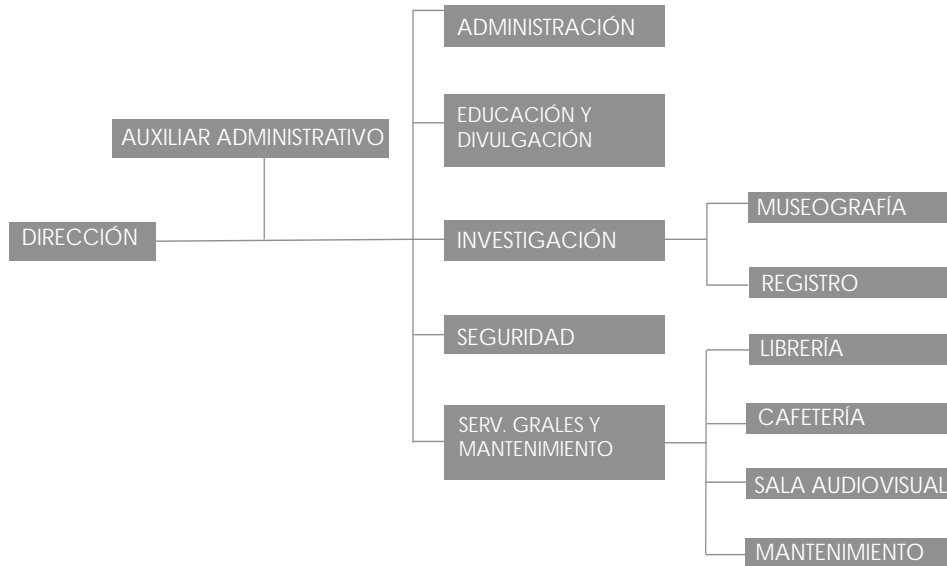 ADMINISTRACIÓN
EDUCACIÓN Y
DIVULGACIÓN
AUXILIAR ADMINISTRATIVO
DIRECCIÓN
INVESTIGACIÓN
MUSEOGRAFÍA
REGISTRO
SEGURIDAD
SERV. GRALES Y
MANTENIMIENTO
LIBRERÍA
CAFETERÍA
SALA AUDIOVISUAL
MANTENIMIENTO